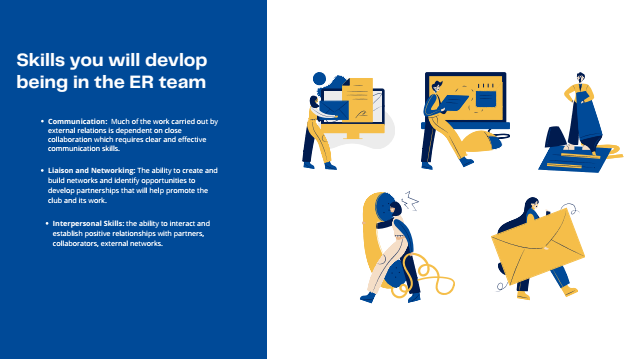 Skills you will devlop
being in the ER team
• Communication: Much of the work carried out by
external relations is dependent on close
collaboration which requires clear and effective
communication skills.
• Liaison and Networking: The ability to create and
build networks and identify opportunities to
develop partnerships that will help promote the
club and its work.
• Interpersonal Skills: the ability to interact and
establish positive relationships with partners,
collaborators, external networks.